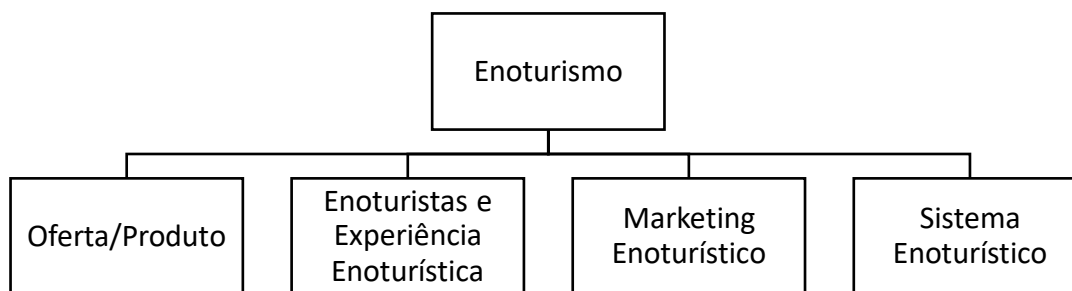 Enoturismo
Oferta/Produto
Enoturistas e
Experiência
Enoturística
Marketing
Enoturístico
Sistema
Enoturístico